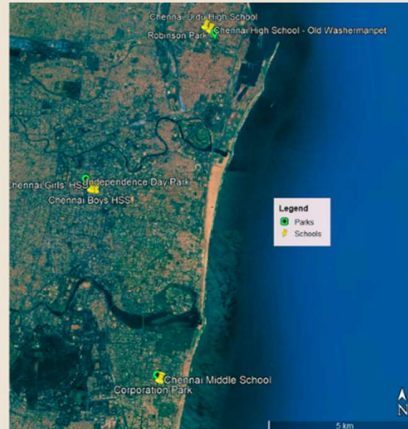 Chennai Urdu High School
Robinson Park
Chennai High School - Old Washermanpet
Chennai Girls' HSS
Independence Day Park
Chennai Boys HSS
Legend
Parks
Schools
Chennai Middle School
Corporation Park
N
5 km